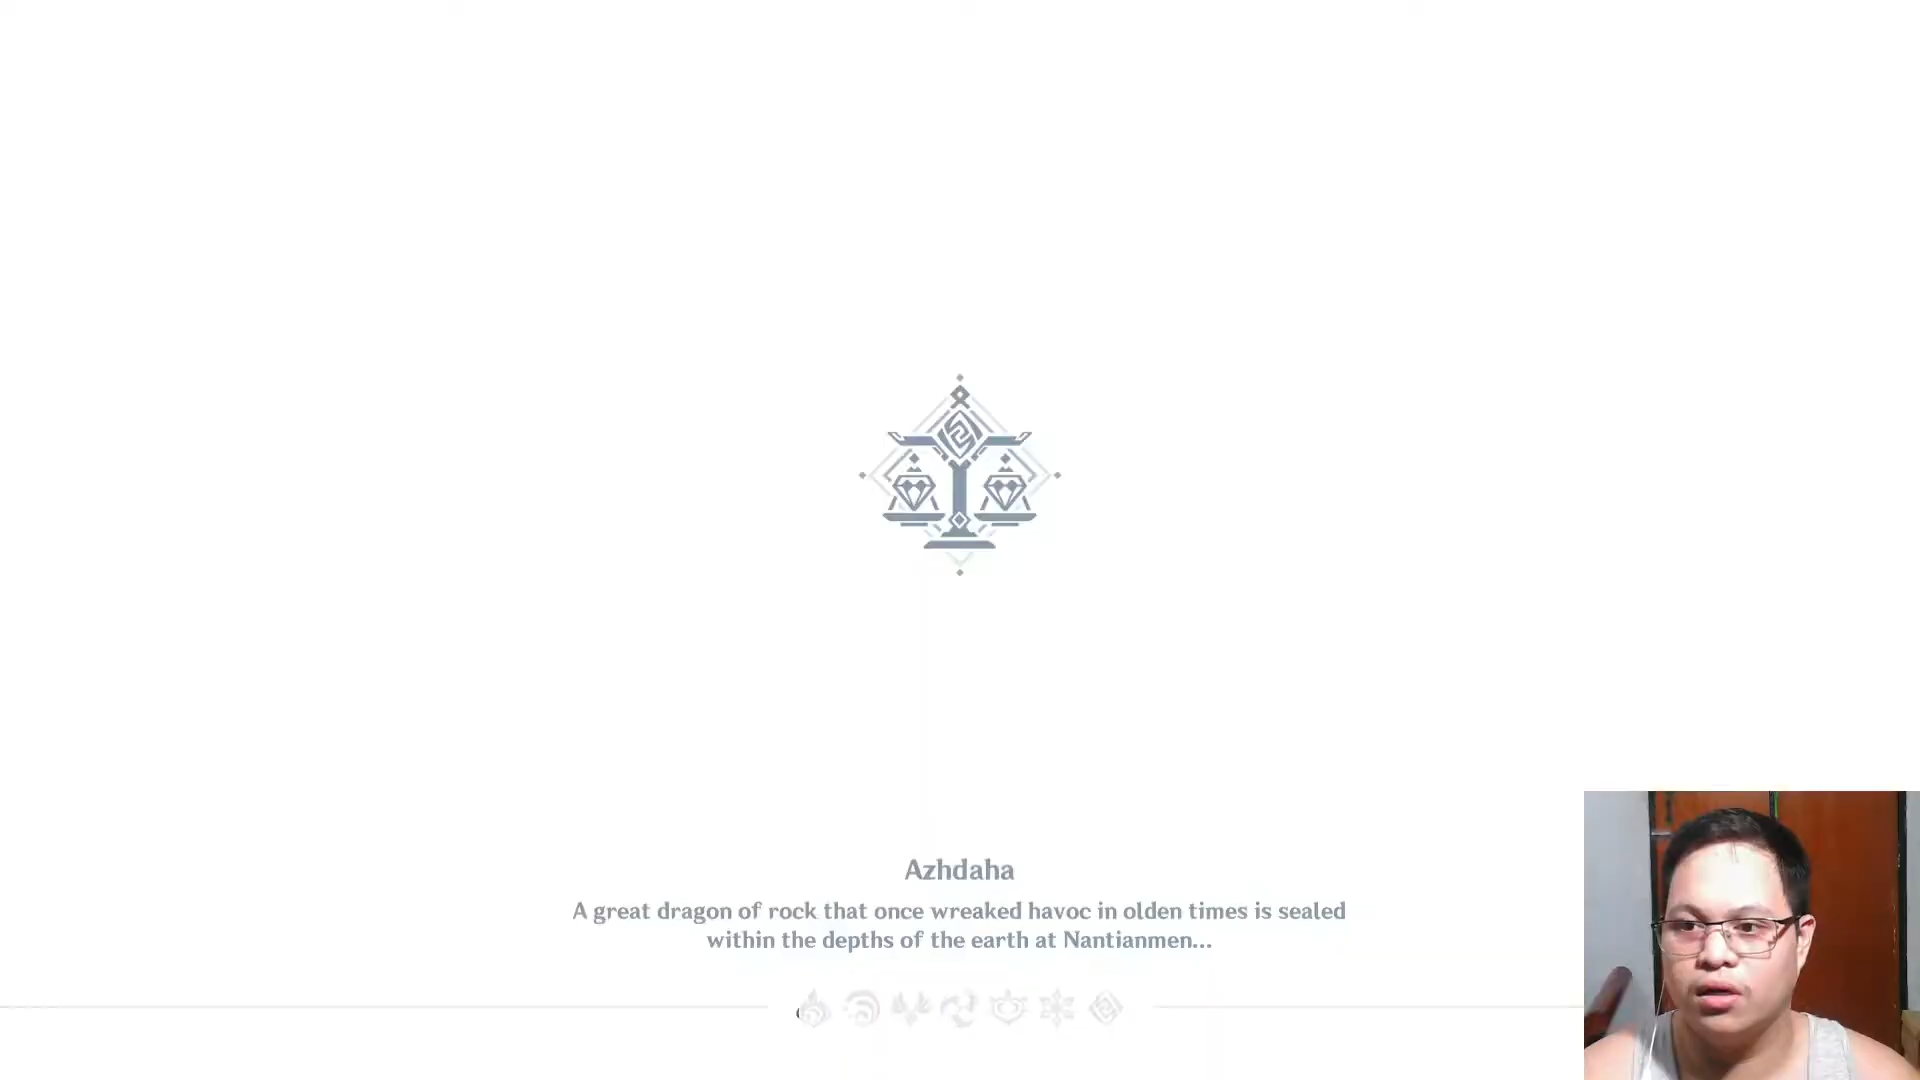 Azhdaha
A great dragon of rock that once wreaked havoc in olden times is sealed
within the depths of the earth at Nantianmen...